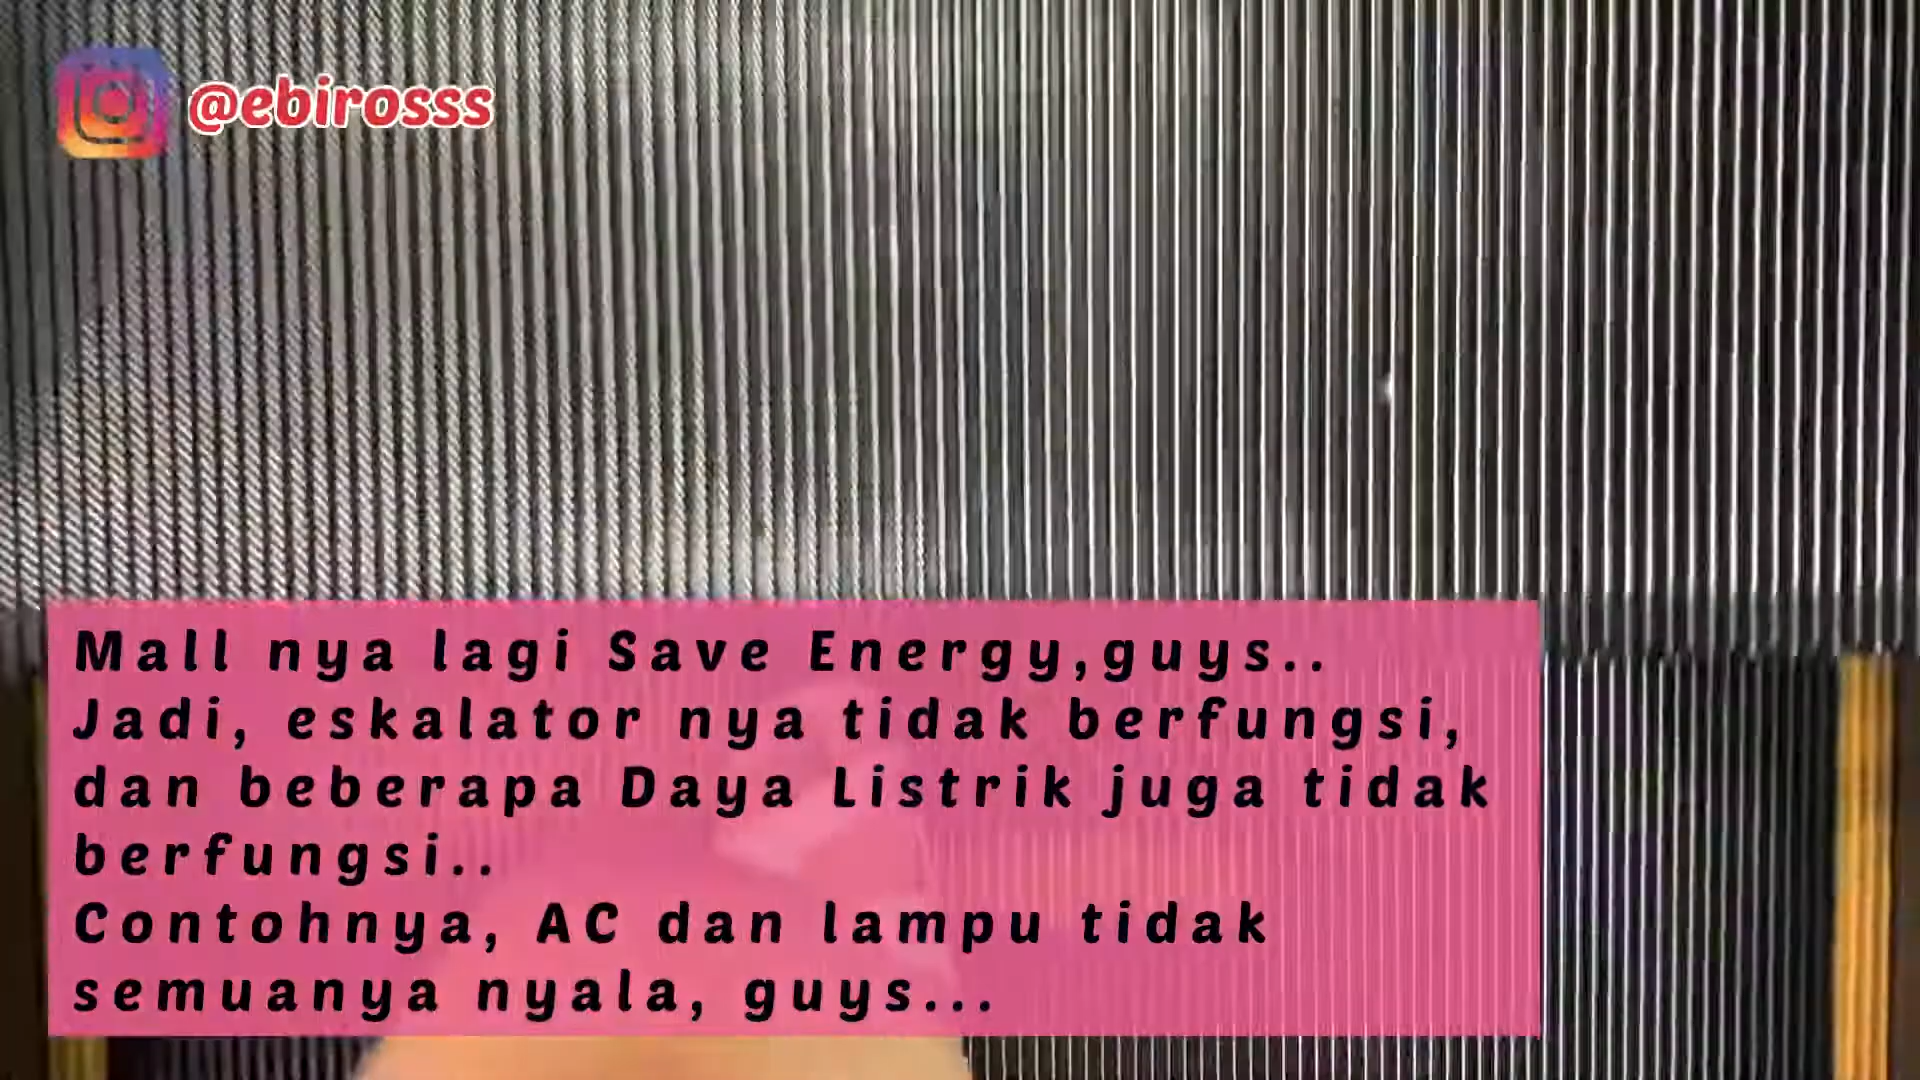 @ebirosss
Mall nya lagi Save Energy,guys..
Jadi, eskalator nya tidak berfungsi,
dan beberapa Daya Listrik juga tidak
berfungsi..
Contohnya, AC dan lampu tidak
semuanya nyala, guys...